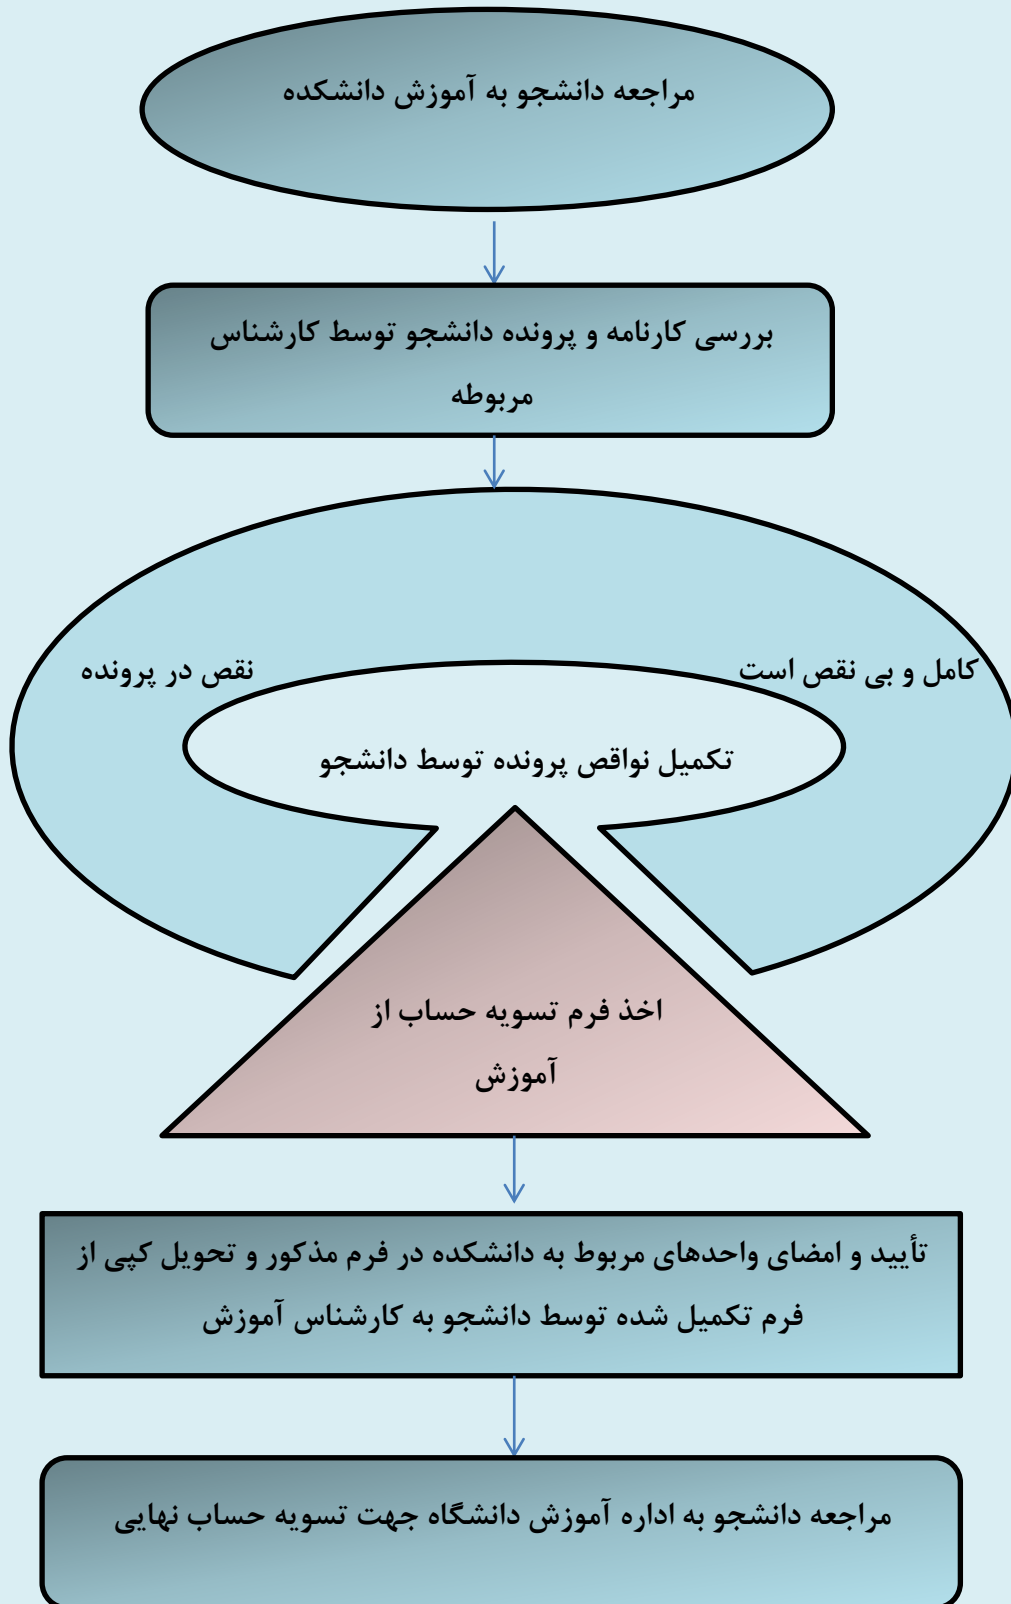 مراجعه دانشجو به آموزش دانشکده
بررسی کارنامه و پرونده دانشجو توسط کارشناس
مربوطه
کامل و بی نقص است
نقص در پرونده
تکمیل نواقص پرونده توسط دانشجو
اخذ فرم تسویه حساب از
آموزش
تأیید و امضای واحدهای مربوط به دانشکده در فرم مذکور و تحویل کپی از
فرم تکمیل شده توسط دانشجو به کارشناس آموزش
مراجعه دانشجو به اداره آموزش دانشگاه جهت تسویه حساب نهایی